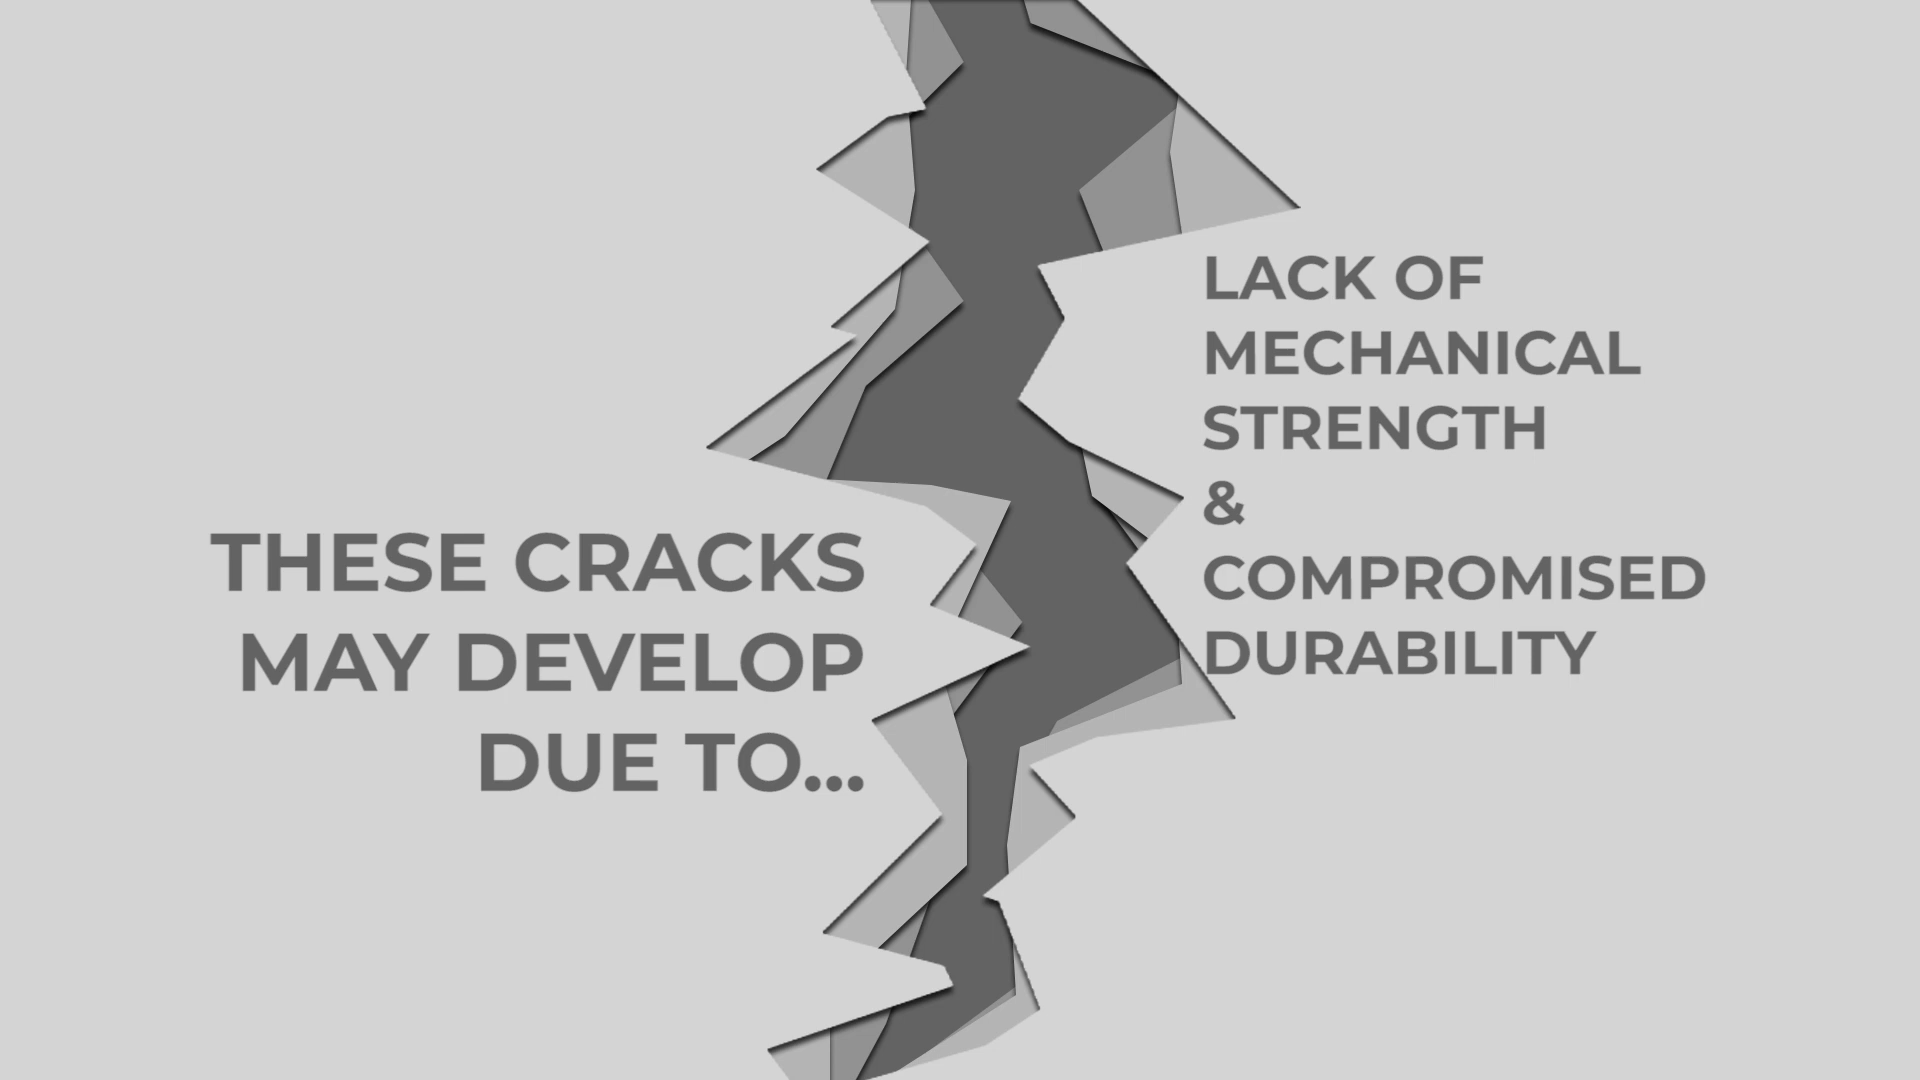 THESE CRACKS
MAY DEVELOP
DUE TO...
LACK OF
MECHANICAL
STRENGTH
&
COMPROMISED
DURABILITY